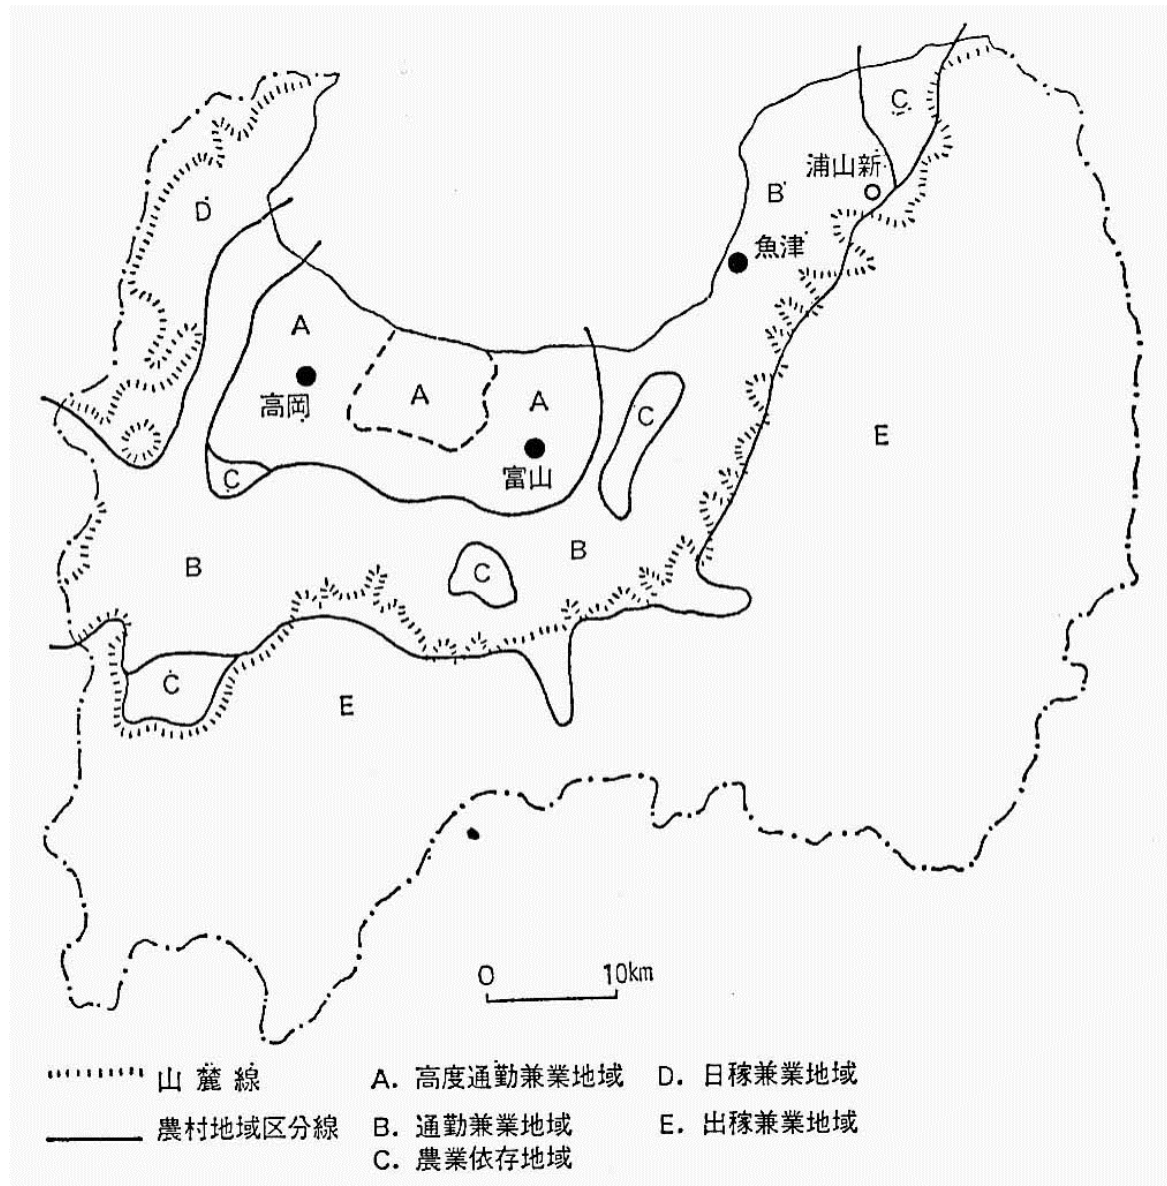 C
浦山新
B
D
魚津
A
高岡
A
A
富山
C
E
C
B
B
C
C
E
0 10km
山麓線
A. 高度通勤兼業地域 D. 日稼兼業地域
農村地域区分線 B. 通勤兼業地域 E. 出稼兼業地域
C. 農業依存地域